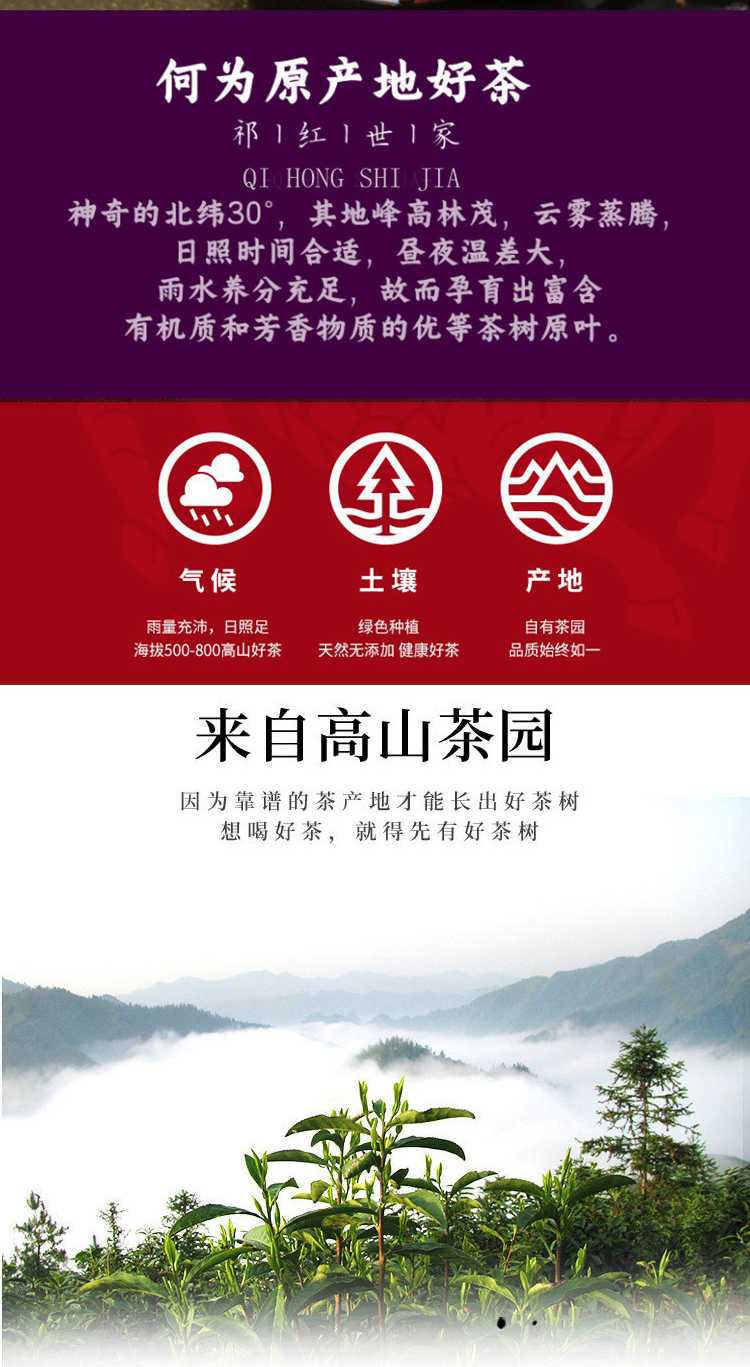 何为原产地好茶
祁|红|世|家
QI HONG SHI JIA
神奇的北纬30°，其地峰高林茂，云雾蒸腾，
日照时间合适，昼夜温差大，
雨水养分充足，故而孕育出富含
有机质和芳香物质的优等茶树原叶。
气候
土壤
产地
雨量充沛，日照足
海拔500-800高山好茶
绿色种植
天然无添加 健康好茶
自有茶园
品质始终如一
来自高山茶园
因为靠谱的茶产地才能长出好茶树
想喝好茶，就得先有好茶树